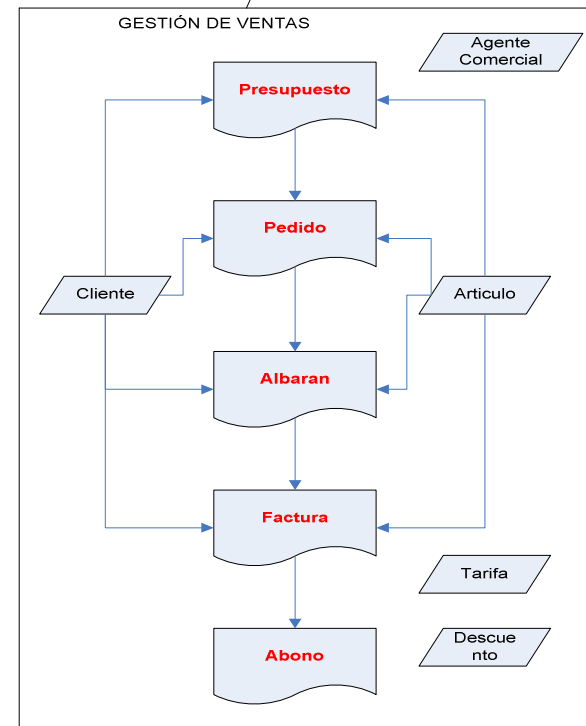 GESTIÓN DE VENTAS
Agente
Comercial
Presupuesto
Pedido
Cliente
Articulo
Albaran
Factura
Tarifa
Descue
nto
Abono